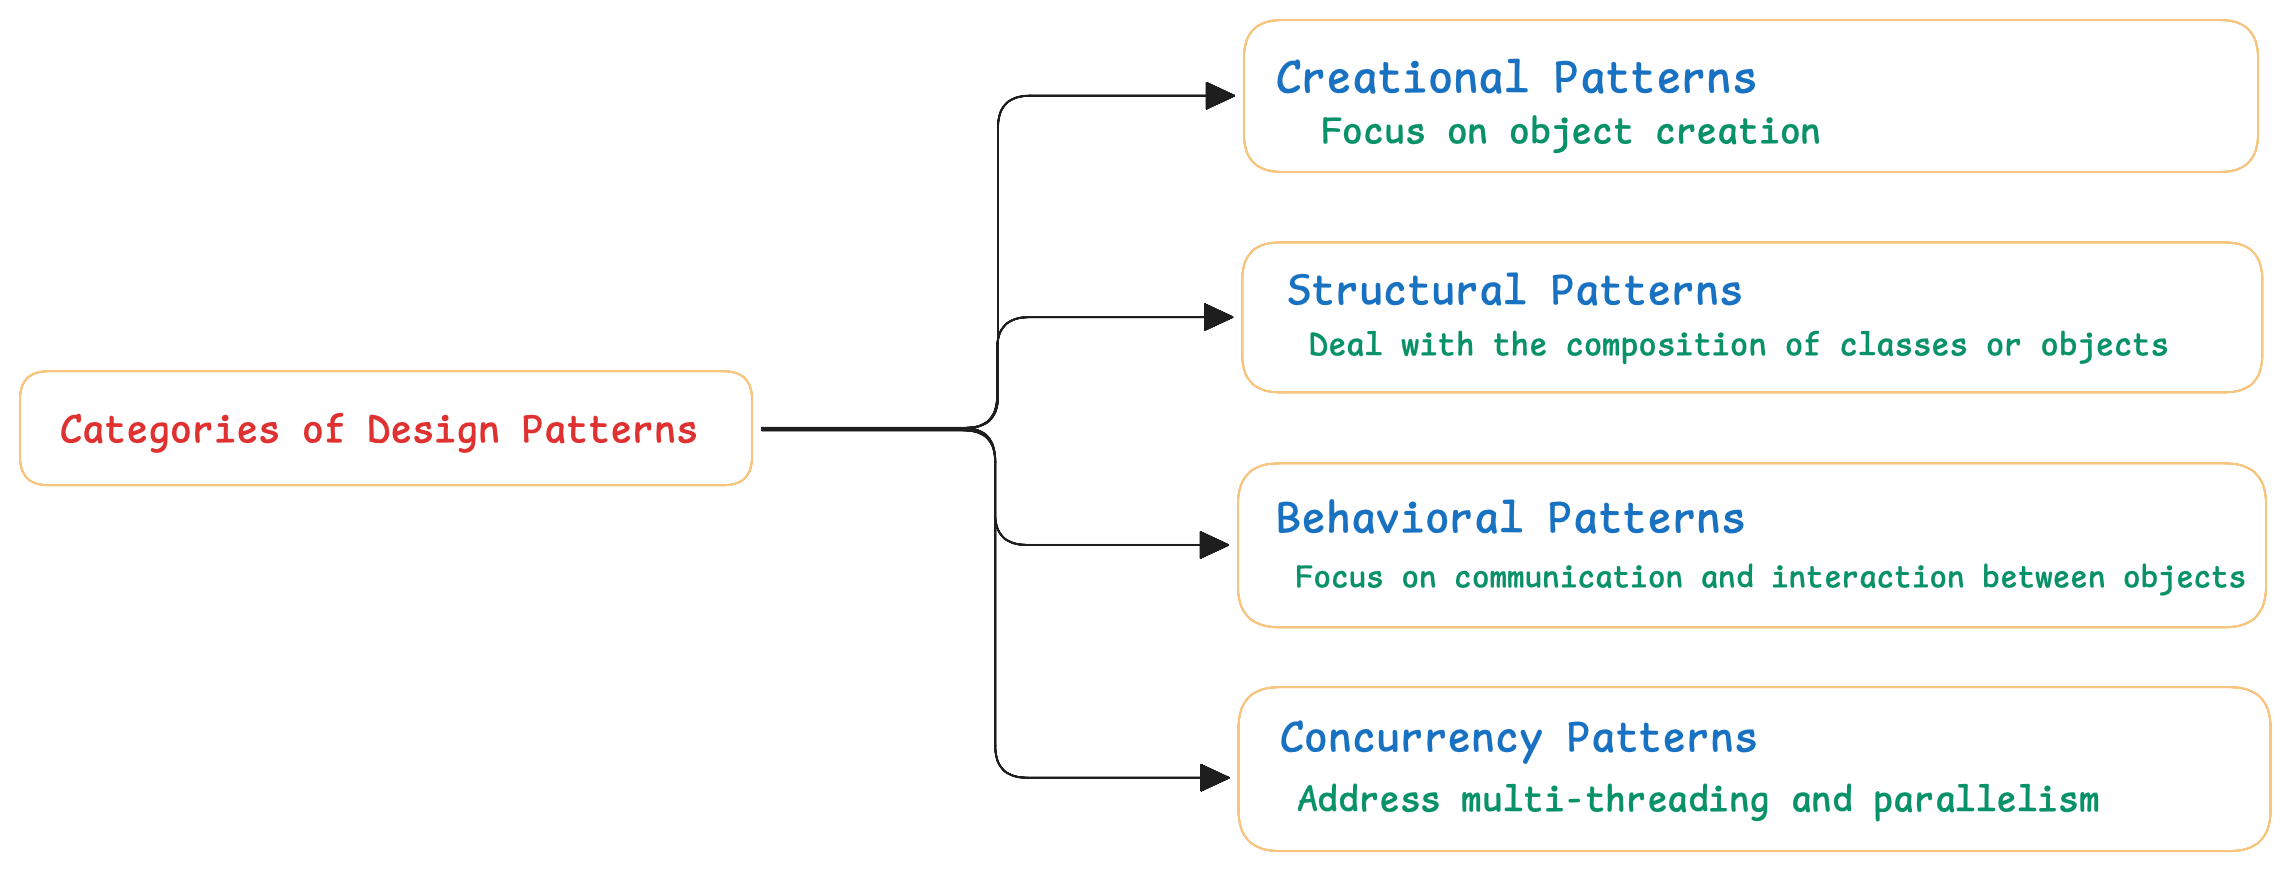 Creational Patterns
Focus on object creation
Structural Patterns
Deal with the composition of classes or objects
Categories of Design Patterns
Behavioral Patterns
Focus on communication and interaction between objects
Concurrency Patterns
Address multi-threading and parallelism